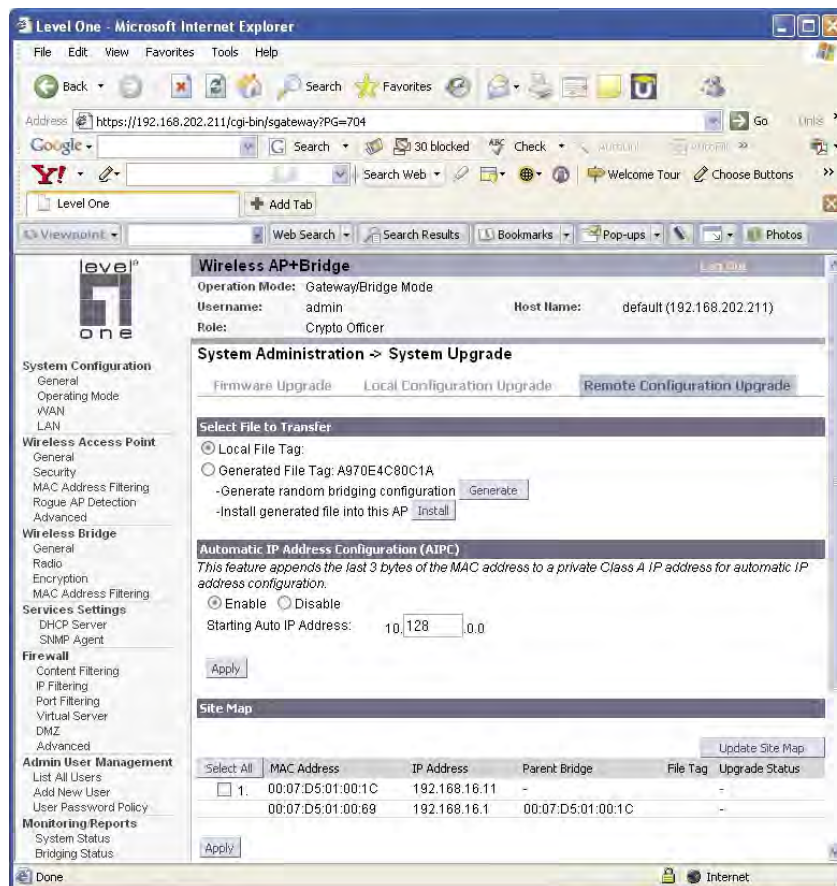 Level One - Microsoft Internet Explorer
File Edit View Favorites Tools Help
Back Search Favorites
Address https://192.168.202.211/cgi-bin/sgateway?PG=704 Go Links »
Google Search 30 blocked Check AutoLink AutoFill »
Y! Search Web Welcome Tour Choose Buttons »
Level One Add Tab
Viewpoint Web Search Search Results Bookmarks Pop-ups Photos
level one
Wireless AP+Bridge Log Out
Operation Mode: Gateway/Bridge Mode
Username: admin Host Name: default (192.168.202.211)
Role: Crypto Officer
System Configuration
General
Operating Mode
WAN
LAN
Wireless Access Point
General
Security
MAC Address Filtering
Rogue AP Detection
Advanced
Wireless Bridge
General
Radio
Encryption
MAC Address Filtering
Services Settings
DHCP Server
SNMP Agent
Firewall
Content Filtering
IP Filtering
Port Filtering
Virtual Server
DMZ
Advanced
Admin User Management
List All Users
Add New User
User Password Policy
Monitoring Reports
System Status
Bridging Status
System Administration -> System Upgrade
Firmware Upgrade Local Configuration Upgrade Remote Configuration Upgrade
Select File to Transfer
Local File Tag:
Generated File Tag: A970E4C80C1A
-Generate random bridging configuration Generate
-Install generated file into this AP Install
Automatic IP Address Configuration (AIPC)
This feature appends the last 3 bytes of the MAC address to a private Class A IP address for automatic IP
address configuration.
Enable Disable
Starting Auto IP Address: 10. 128 .0.0
Apply
Site Map
Update Site Map
Select All MAC Address IP Address Parent Bridge File Tag Upgrade Status
1. 00:07:D5:01:00:1C 192.168.16.11 - -
00:07:D5:01:00:69 192.168.16.1 00:07:D5:01:00:1C -
Apply
Done Internet